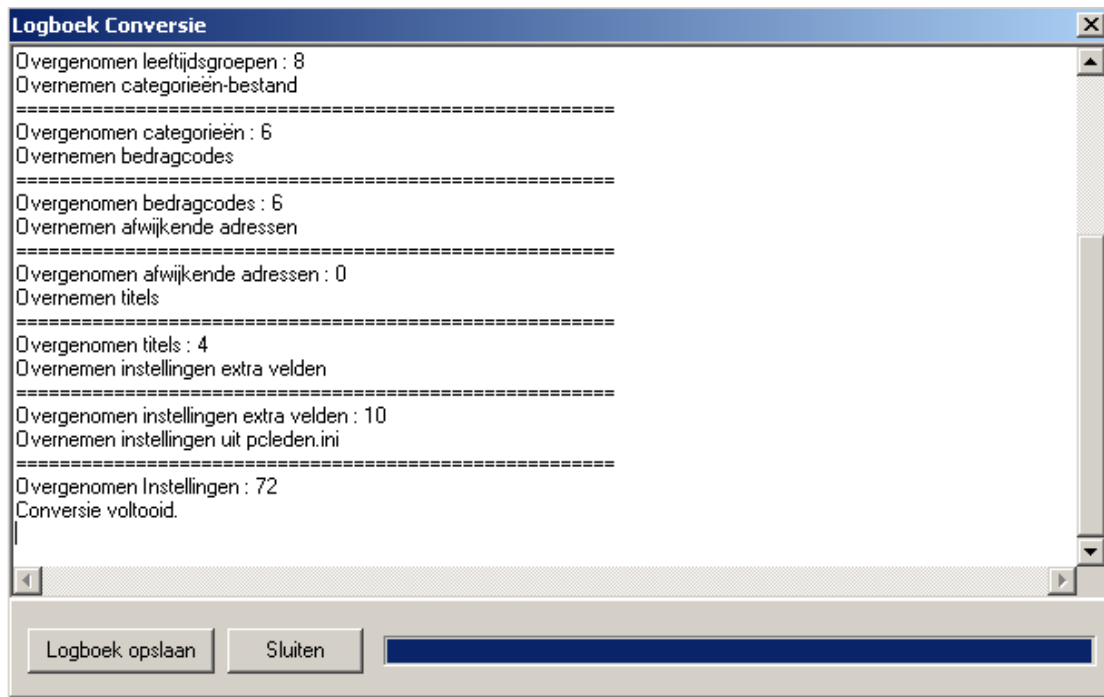 Logboek Conversie
Overgenomen leeftijdsgroepen : 8
Overnemen categorieën-bestand
=======================================================
Overgenomen categorieën : 6
Overnemen bedragcodes
=======================================================
Overgenomen bedragcodes : 6
Overnemen afwijkende adressen
=======================================================
Overgenomen afwijkende adressen : 0
Overnemen titels
=======================================================
Overgenomen titels : 4
Overnemen instellingen extra velden
=======================================================
Overgenomen instellingen extra velden : 10
Overnemen instellingen uit pcleden.ini
=======================================================
Overgenomen Instellingen : 72
Conversie voltooid.
Logboek opslaan
Sluiten